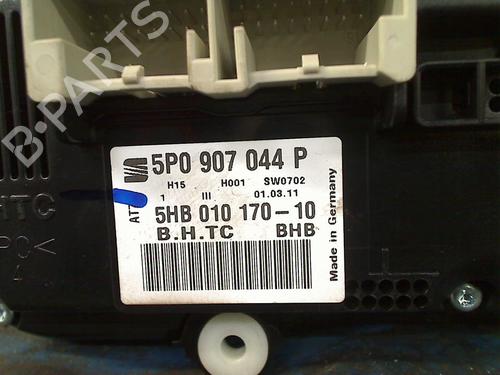 B-PARTS
5P0 907 044 P
H15 H001 SW0702
1 III 01.03.11
AT
5HB 010 170-10
B.H.TC BHB
Made in Germany